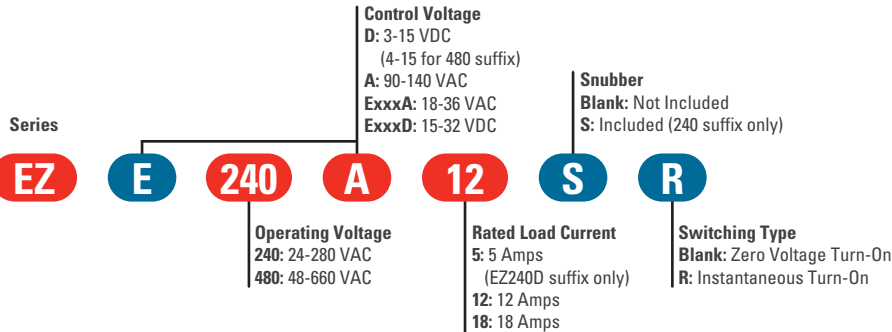 Control Voltage
D: 3-15 VDC
(4-15 for 480 suffix)
A: 90-140 VAC
ExxxA: 18-36 VAC
ExxxD: 15-32 VDC
Snubber
Blank: Not Included
S: Included (240 suffix only)
Series
EZ E 240 A 12 S R
Operating Voltage
240: 24-280 VAC
480: 48-660 VAC
Rated Load Current
5: 5 Amps
(EZ240D suffix only)
12: 12 Amps
18: 18 Amps
Switching Type
Blank: Zero Voltage Turn-On
R: Instantaneous Turn-On